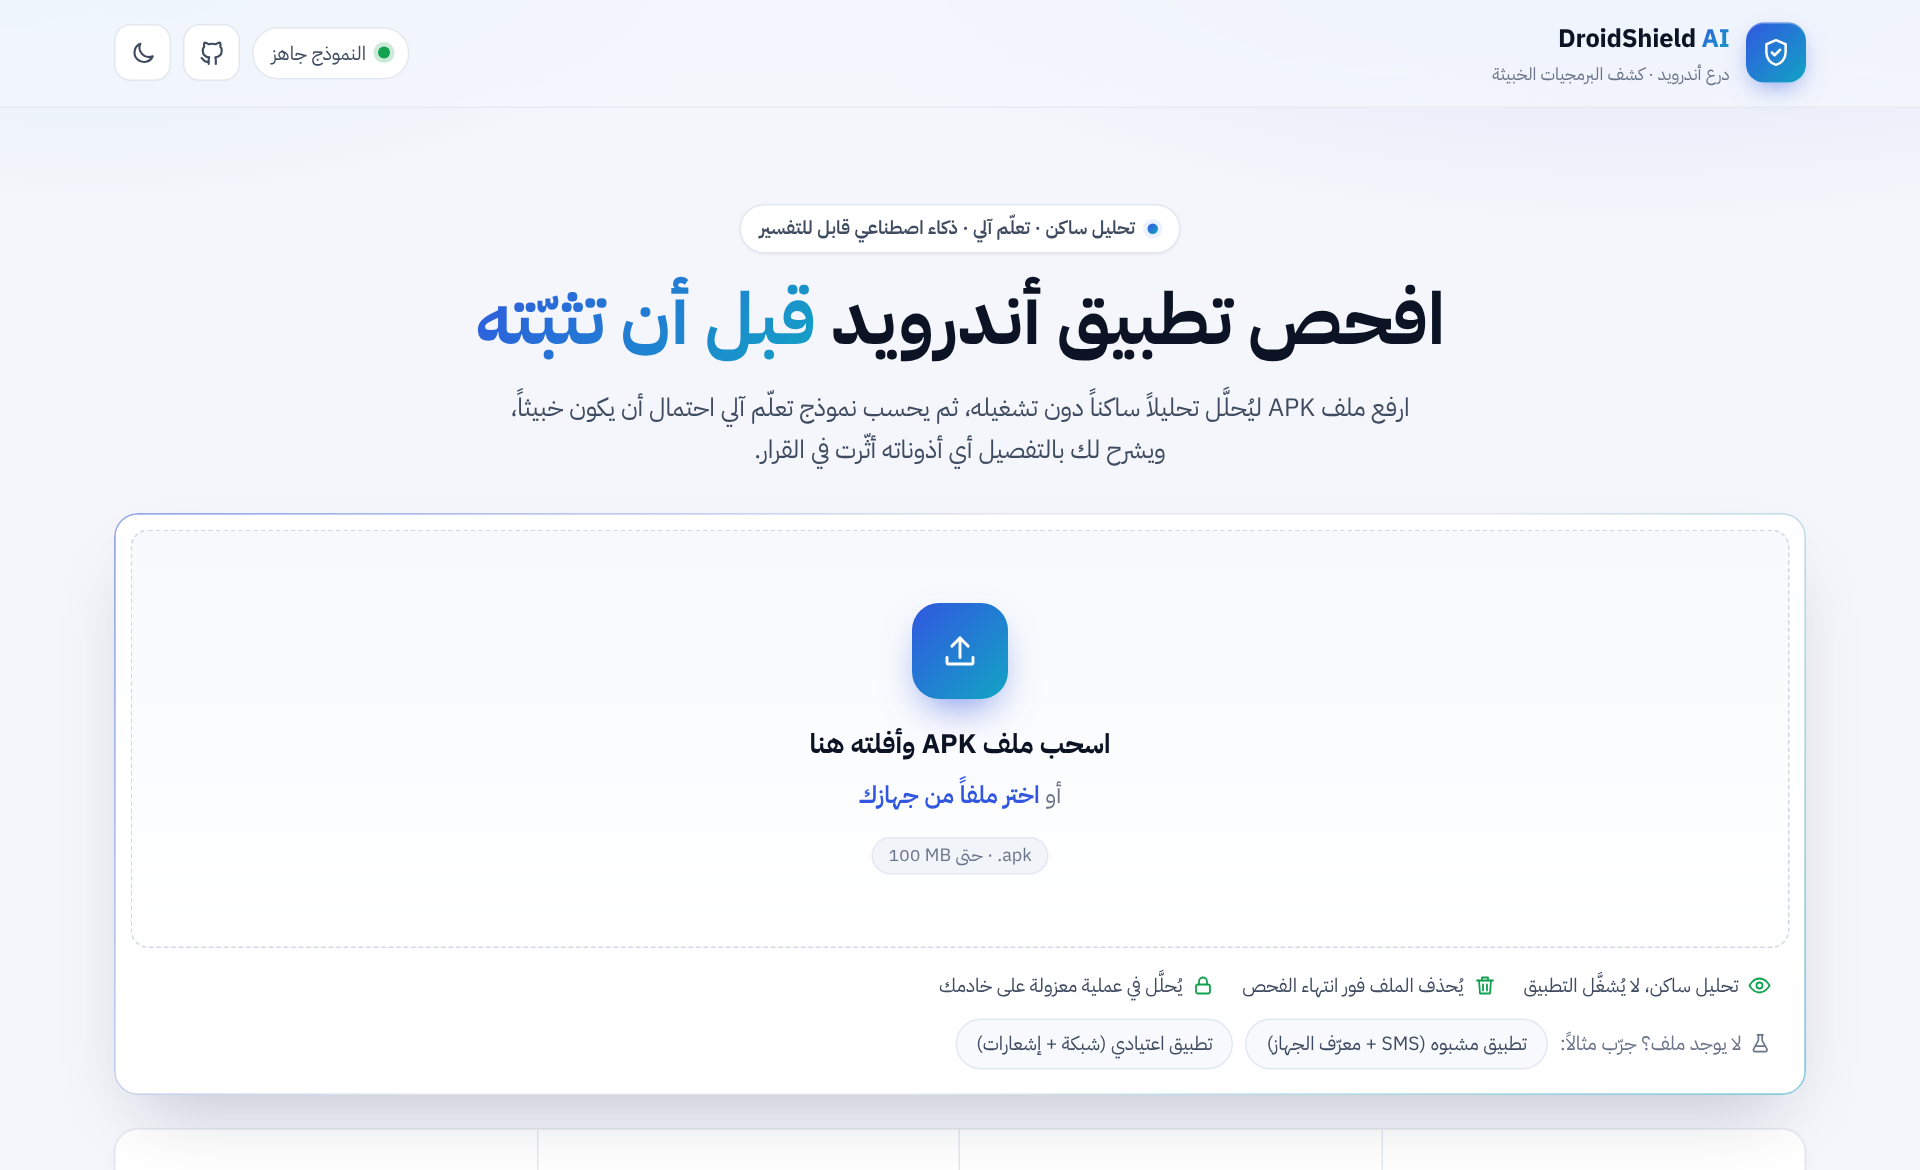 DroidShield AI
درع أندرويد · كشف البرمجيات الخبيثة
النموذج جاهز
تحليل ساكن · تعلّم آلي · ذكاء اصطناعي قابل للتفسير
افحص تطبيق أندرويد قبل أن تثبّته
ارفع ملف APK ليُحلَّل تحليلاً ساكناً دون تشغيله، ثم يحسب نموذج تعلّم آلي احتمال أن يكون خبيثاً،
ويشرح لك بالتفصيل أي أذوناته أثّرت في القرار.
اسحب ملف APK وأفلته هنا
أو اختر ملفاً من جهازك
.apk · حتى 100 MB
تحليل ساكن، لا يُشغَّل التطبيق
يُحذف الملف فور انتهاء الفحص
يُحلَّل في عملية معزولة على خادمك
لا يوجد ملف؟ جرّب مثالاً:
تطبيق مشبوه (SMS + معرّف الجهاز)
تطبيق اعتيادي (شبكة + إشعارات)